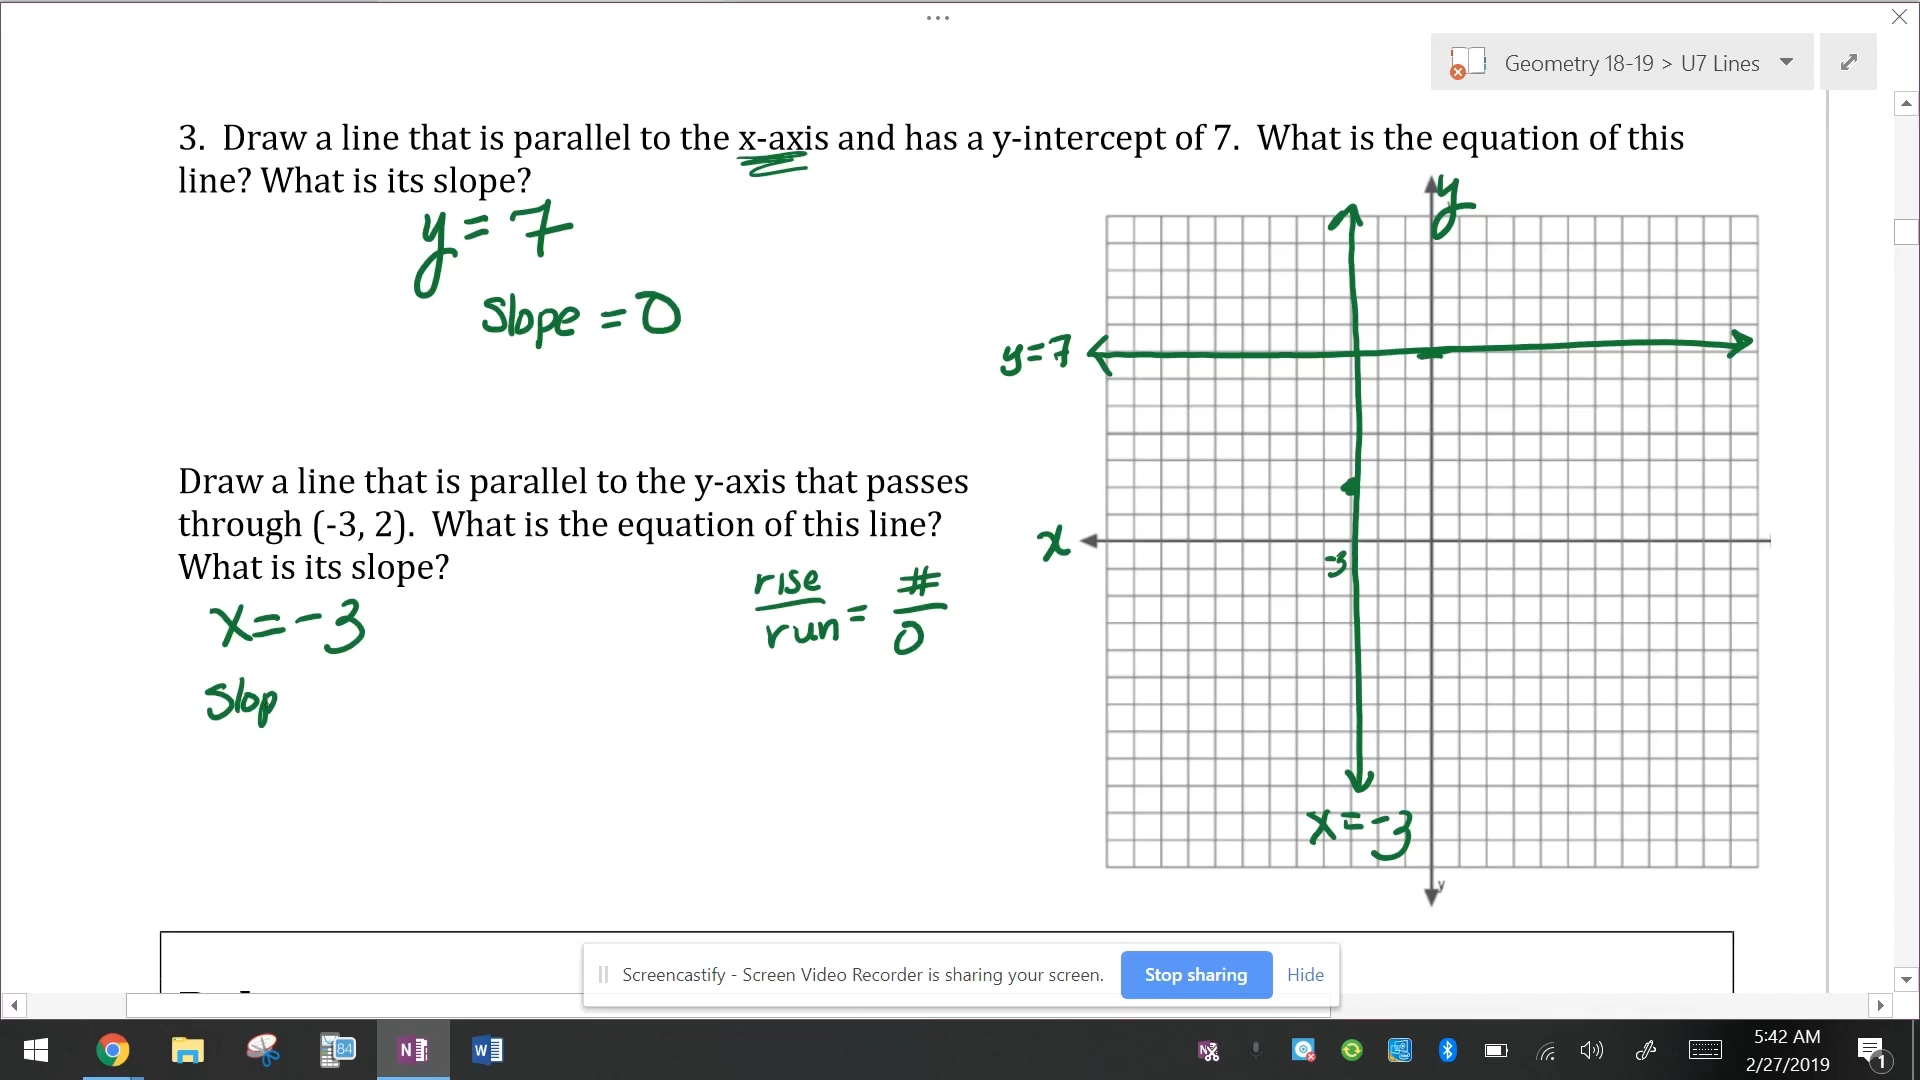 Geometry 18-19 > U7 Lines
3. Draw a line that is parallel to the x-axis and has a y-intercept of 7. What is the equation of this
line? What is its slope?
y = 7
slope = 0
y
y=7
Draw a line that is parallel to the y-axis that passes
through (-3, 2). What is the equation of this line?
What is its slope?
x
-3
rise
run
=
#
0
x=-3
Slop
x=-3
y
Screencastify - Screen Video Recorder is sharing your screen.
Stop sharing
Hide
84
N
W
5:42 AM
2/27/2019
1